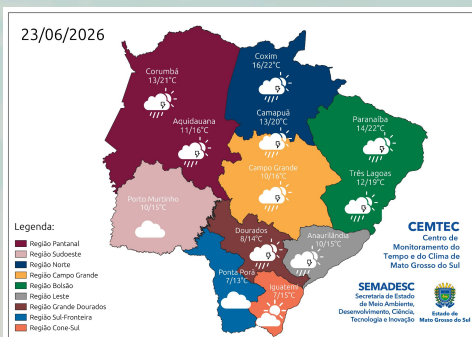 23/06/2026
Coxim
16/22°C
Corumbá
13/21°C
Camapuã
13/20°C
Aquidauana
11/16°C
Paranaíba
14/22°C
Campo Grande
10/16°C
Três Lagoas
12/19°C
Porto Murtinho
10/15°C
Dourados
8/14°C
Anaurilândia
10/15°C
Ponta Porã
7/13°C
Iguatemi
7/15°C
Legenda:
Região Pantanal
Região Sudoeste
Região Norte
Região Campo Grande
Região Bolsão
Região Leste
Região Grande Dourados
Região Sul-Fronteira
Região Cone-Sul
CEMTEC
Centro de
Monitoramento do
Tempo e do Clima de
Mato Grosso do Sul
SEMADESC
Secretaria de Estado
de Meio Ambiente,
Desenvolvimento, Ciência,
Tecnologia e Inovação
Estado de
Mato Grosso do Sul